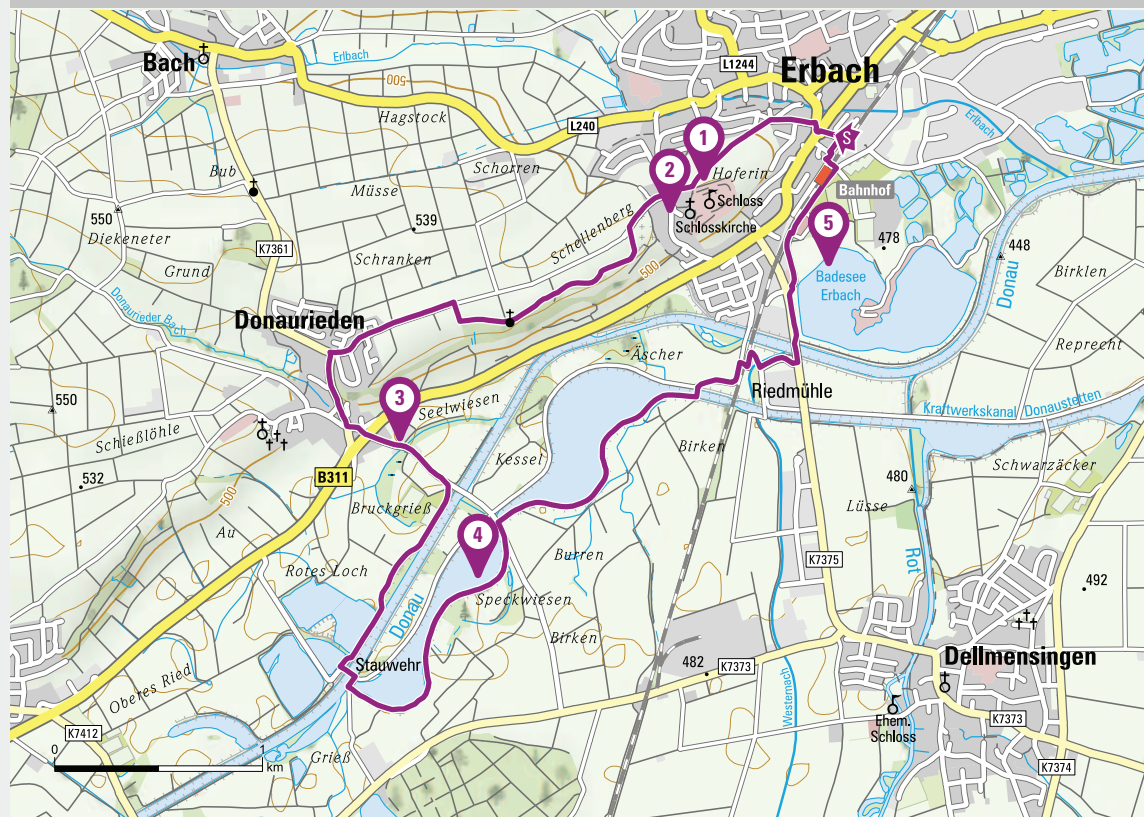 Bach
Erlbach
500
Hagstock
L1244
Erbach
L240
Erlbach
S
1
2
Hoferin
Schorren
Bub
Müsse
Schloss
Schlosskirche
Bahnhof
5
550
Diekeneter
539
Schellenberg
478
448
Donau
K7361
Grund
Schranken
500
Badesee
Erbach
Birklen
Donaurieder Bach
Donaurieden
Äscher
Reprecht
Riedmühle
550
3
Seelwiesen
Kraftwerkskanal Donaustetten
Schießlöhle
Kessel
Birken
Schwarzäcker
532
B311
480
500
Bruckgrieß
Lüsse
Au
4
Burren
Rot
K7375
Rotes Loch
Speckwiesen
492
Donau
Birken
Stauwehr
482
K7373
Dellmensingen
Oberes Ried
Westernach
Ehem.
Schloss
K7373
K7412
0
1
km
Grieß
K7374